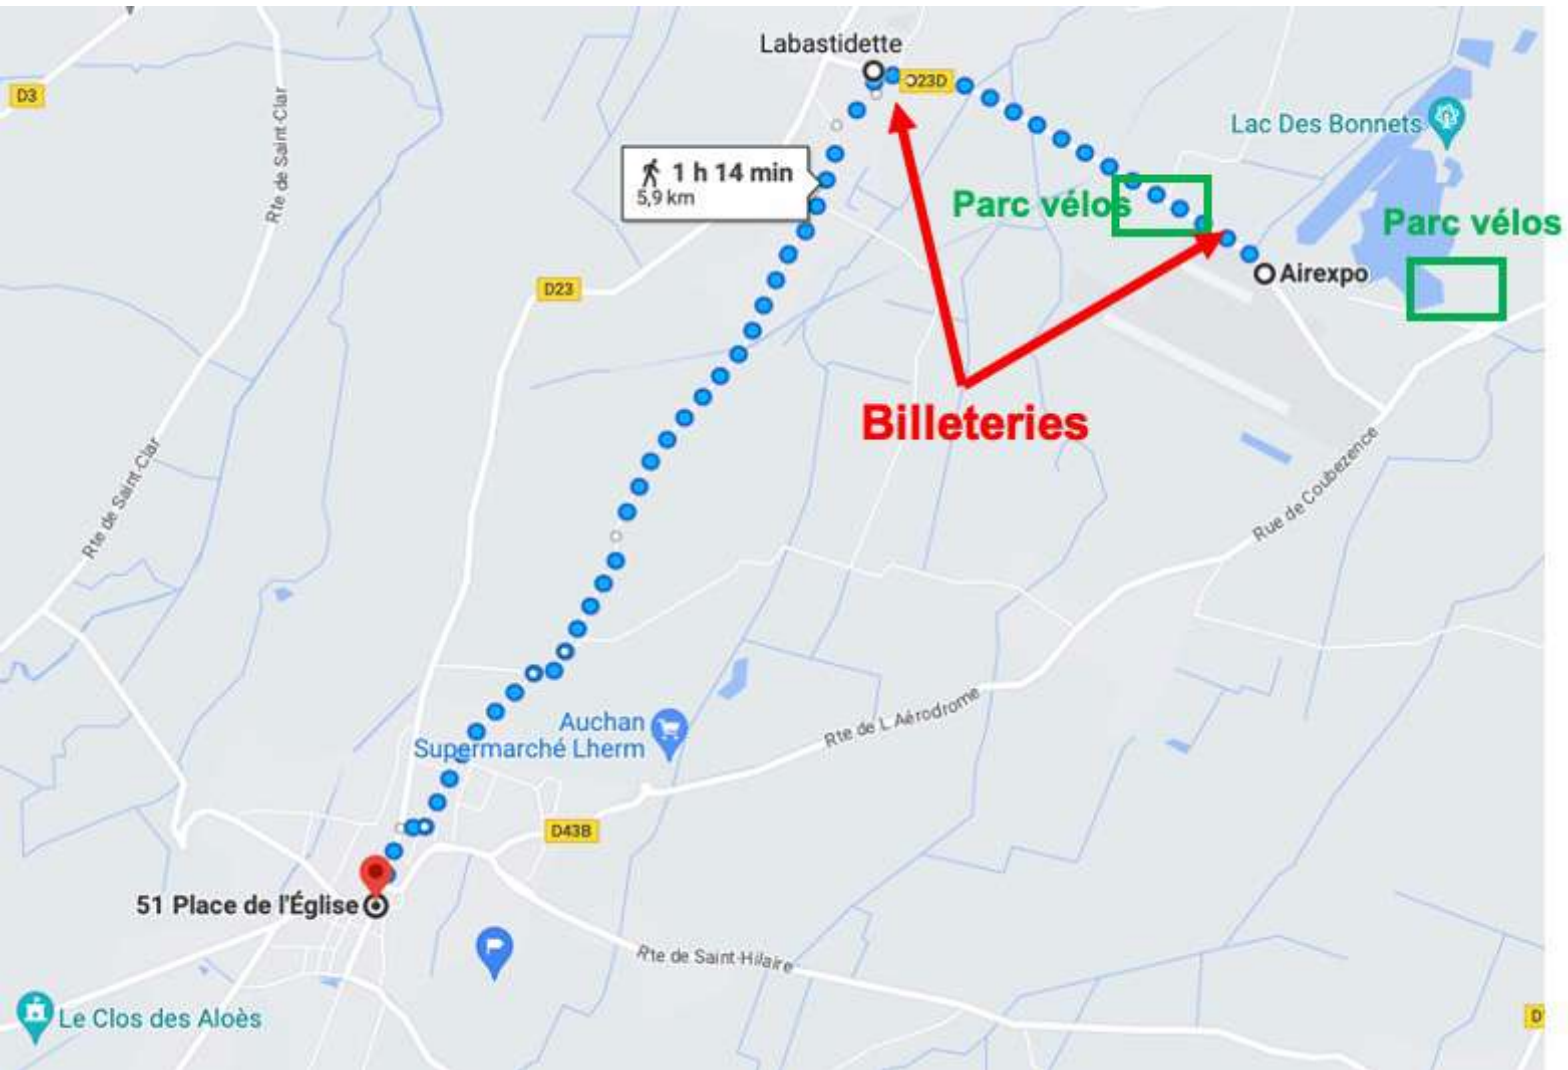 Labastidette
D3
D23D
Lac Des Bonnets
Rte de Saint-Clar
1 h 14 min
5,9 km
Parc vélos
Parc vélos
Airexpo
D23
Billeteries
Rte de Saint-Clar
Rue de Coubezence
Auchan
Supermarché Lherm
Rte de L Aérodrome
D43B
51 Place de l'Église
Rte de Saint-Hilaire
Le Clos des Aloès